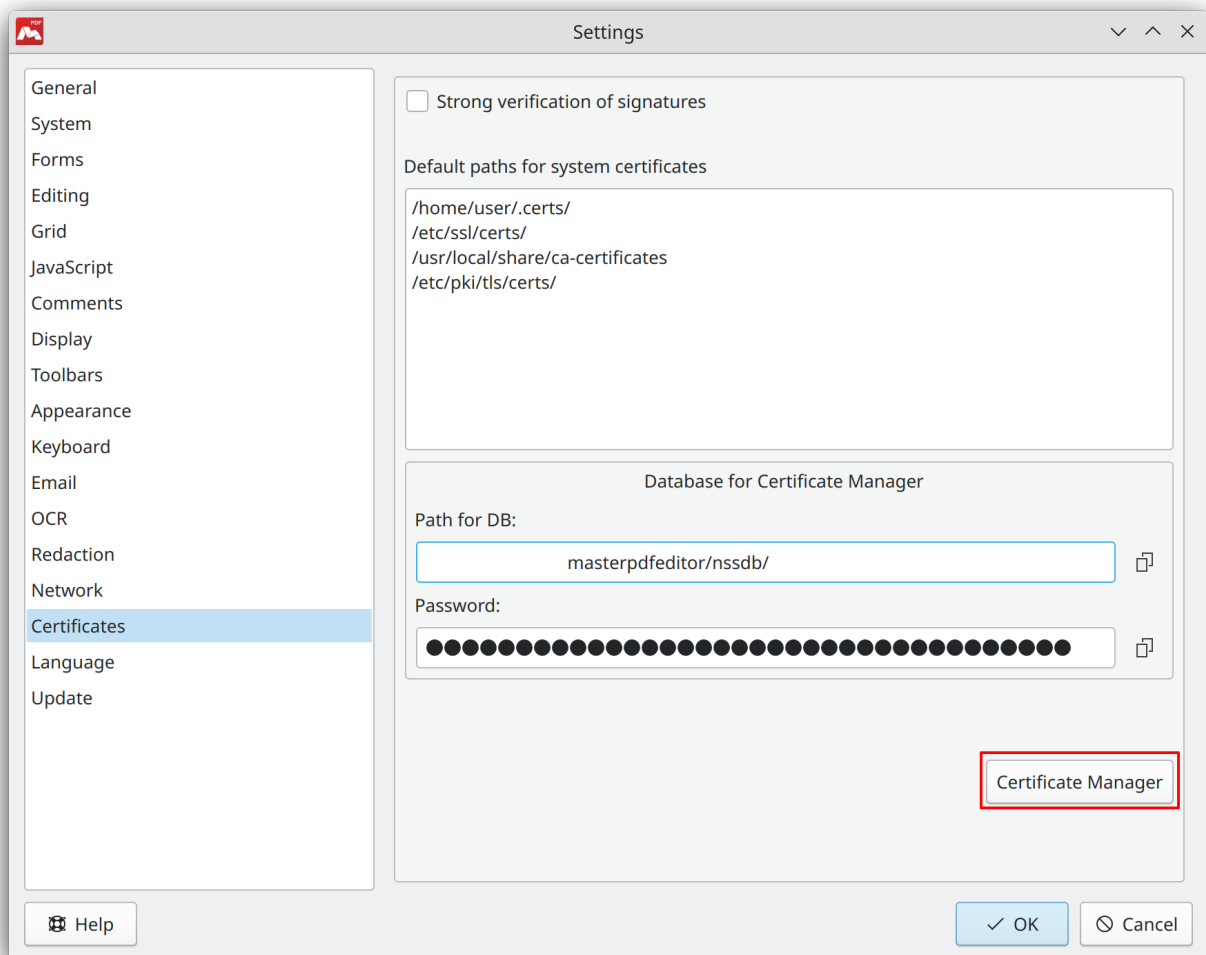 PDF
Settings
General
System
Forms
Editing
Grid
JavaScript
Comments
Display
Toolbars
Appearance
Keyboard
Email
OCR
Redaction
Network
Certificates
Language
Update
Strong verification of signatures
Default paths for system certificates
/home/user/.certs/
/etc/ssl/certs/
/usr/local/share/ca-certificates
/etc/pki/tls/certs/
Database for Certificate Manager
Path for DB:
masterpdfeditor/nssdb/
Password:
●●●●●●●●●●●●●●●●●●●●●●●●●●●●●●●●●●●●
Certificate Manager
Help
OK
Cancel